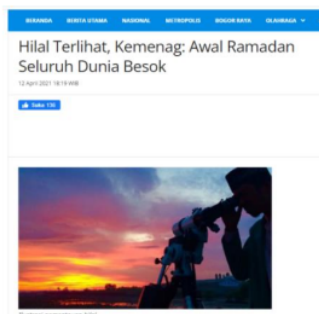 BERANDA BERITA UTAMA NASIONAL METROPOLIS BOGOR RAYA OLAHRAGA
Hilal Terlihat, Kemenag: Awal Ramadan
Seluruh Dunia Besok
12 April 2021 18:19 WIB
Suka 136